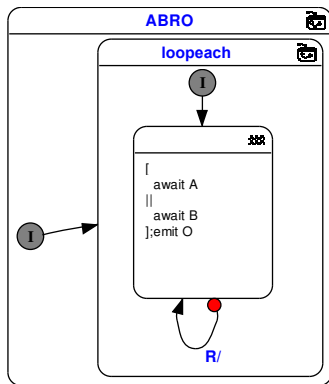 ABRO
loopeach
I
[
await A
||
await B
];emit O
I
R/